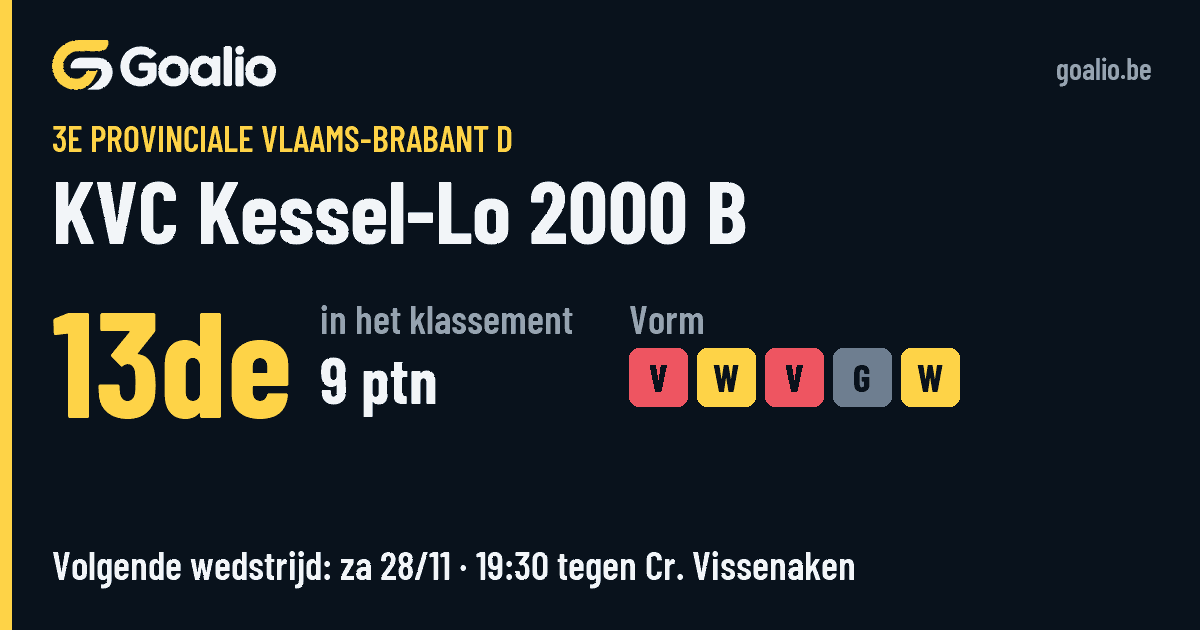 Goalio
goalio.be
3E PROVINCIALE VLAAMS-BRABANT D
KVC Kessel-Lo 2000 B
13de
in het klassement
9 ptn
Vorm
V W V G W
Volgende wedstrijd: za 28/11 · 19:30 tegen Cr. Vissenaken